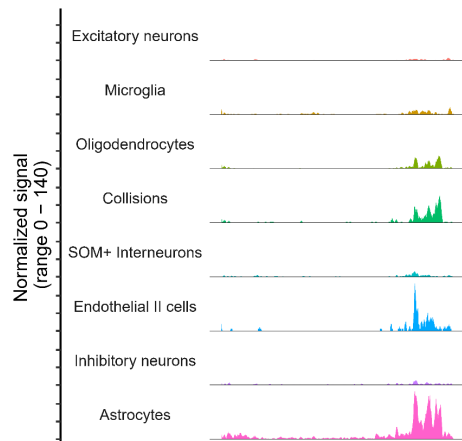 Normalized signal
(range 0 – 140)
Excitatory neurons
Microglia
Oligodendrocytes
Collisions
SOM+ Interneurons
Endothelial II cells
Inhibitory neurons
Astrocytes